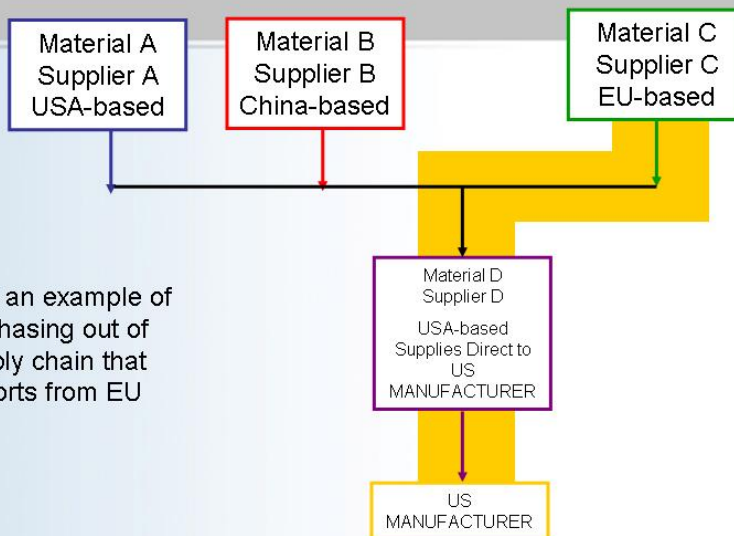 Material A
Supplier A
USA-based
Material B
Supplier B
China-based
Material C
Supplier C
EU-based
an example of
hasing out of
ly chain that
orts from EU
Material D
Supplier D
USA-based
Supplies Direct to
US
MANUFACTURER
US
MANUFACTURER